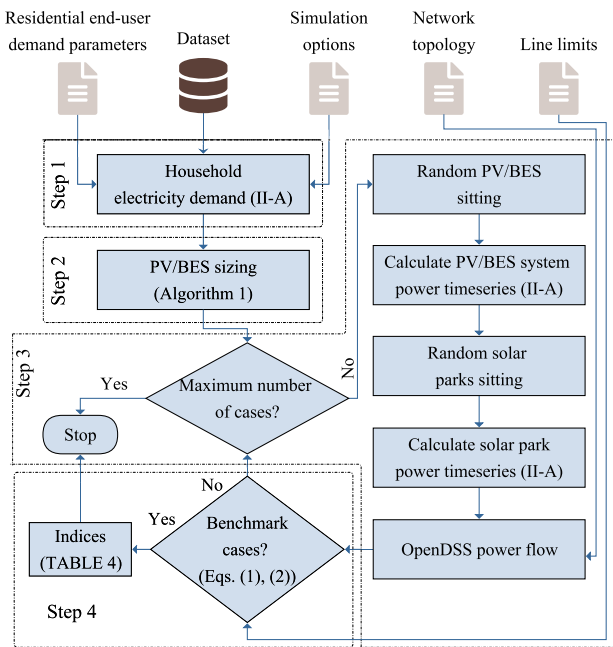 Residential end-user
demand parameters
Dataset
Simulation
options
Network
topology
Line limits
Step 1
Household
electricity demand (II-A)
Step 2
PV/BES sizing
(Algorithm 1)
Step 3
Maximum number
of cases?
Yes
No
Stop
Random PV/BES
sitting
Calculate PV/BES system
power timeseries (II-A)
Random solar
parks sitting
Calculate solar park
power timeseries (II-A)
OpenDSS power flow
No
Benchmark
cases?
(Eqs. (1), (2))
Yes
Indices
(TABLE 4)
Step 4